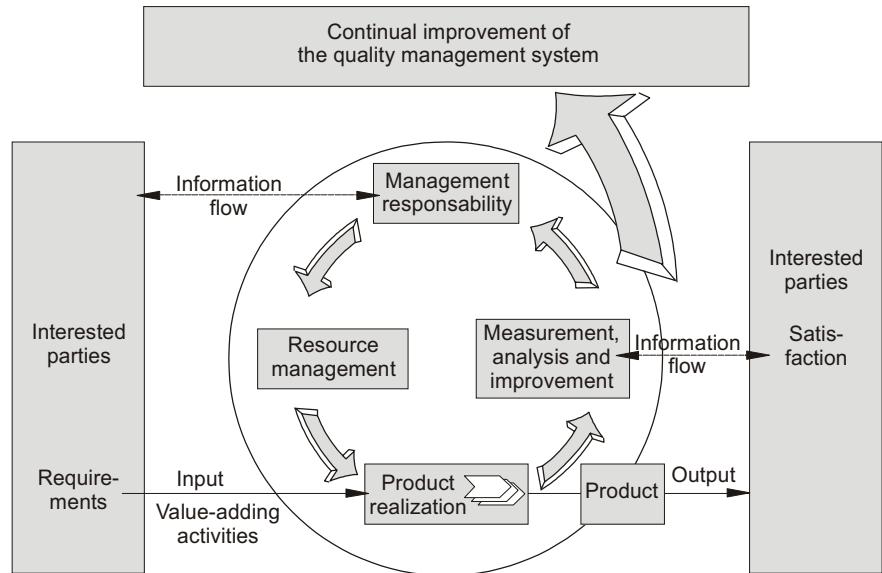 Continual improvement of
the quality management system
Information
flow
Management
responsability
Interested
parties
Interested
parties
Resource
management
Measurement,
analysis and
improvement
Information
flow
Satis-
faction
Require-
ments
Input
Value-adding
activities
Product
realization
Product
Output